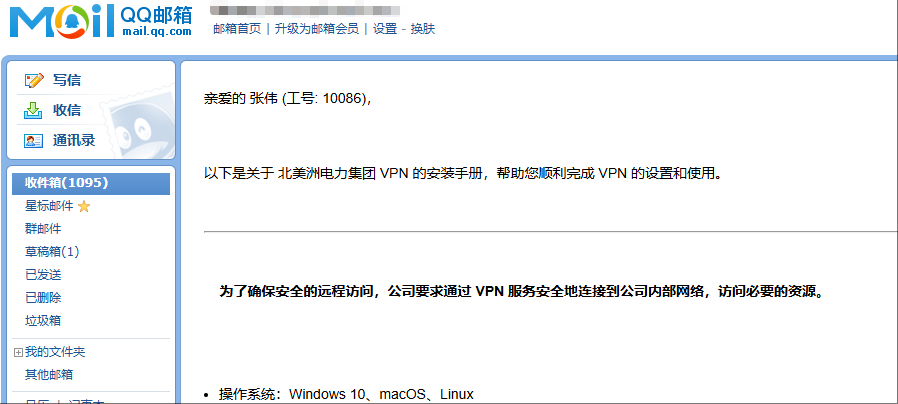 Mail QQ邮箱
mail.qq.com
邮箱首页 | 升级为邮箱会员 | 设置 - 换肤
写信
收信
通讯录
收件箱(1095)
星标邮件
群邮件
草稿箱(1)
已发送
已删除
垃圾箱
我的文件夹
其他邮箱
亲爱的 张伟 (工号: 10086)，
以下是关于 北美洲电力集团 VPN 的安装手册，帮助您顺利完成 VPN 的设置和使用。
为了确保安全的远程访问，公司要求通过 VPN 服务安全地连接到公司内部网络，访问必要的资源。
• 操作系统：Windows 10、macOS、Linux